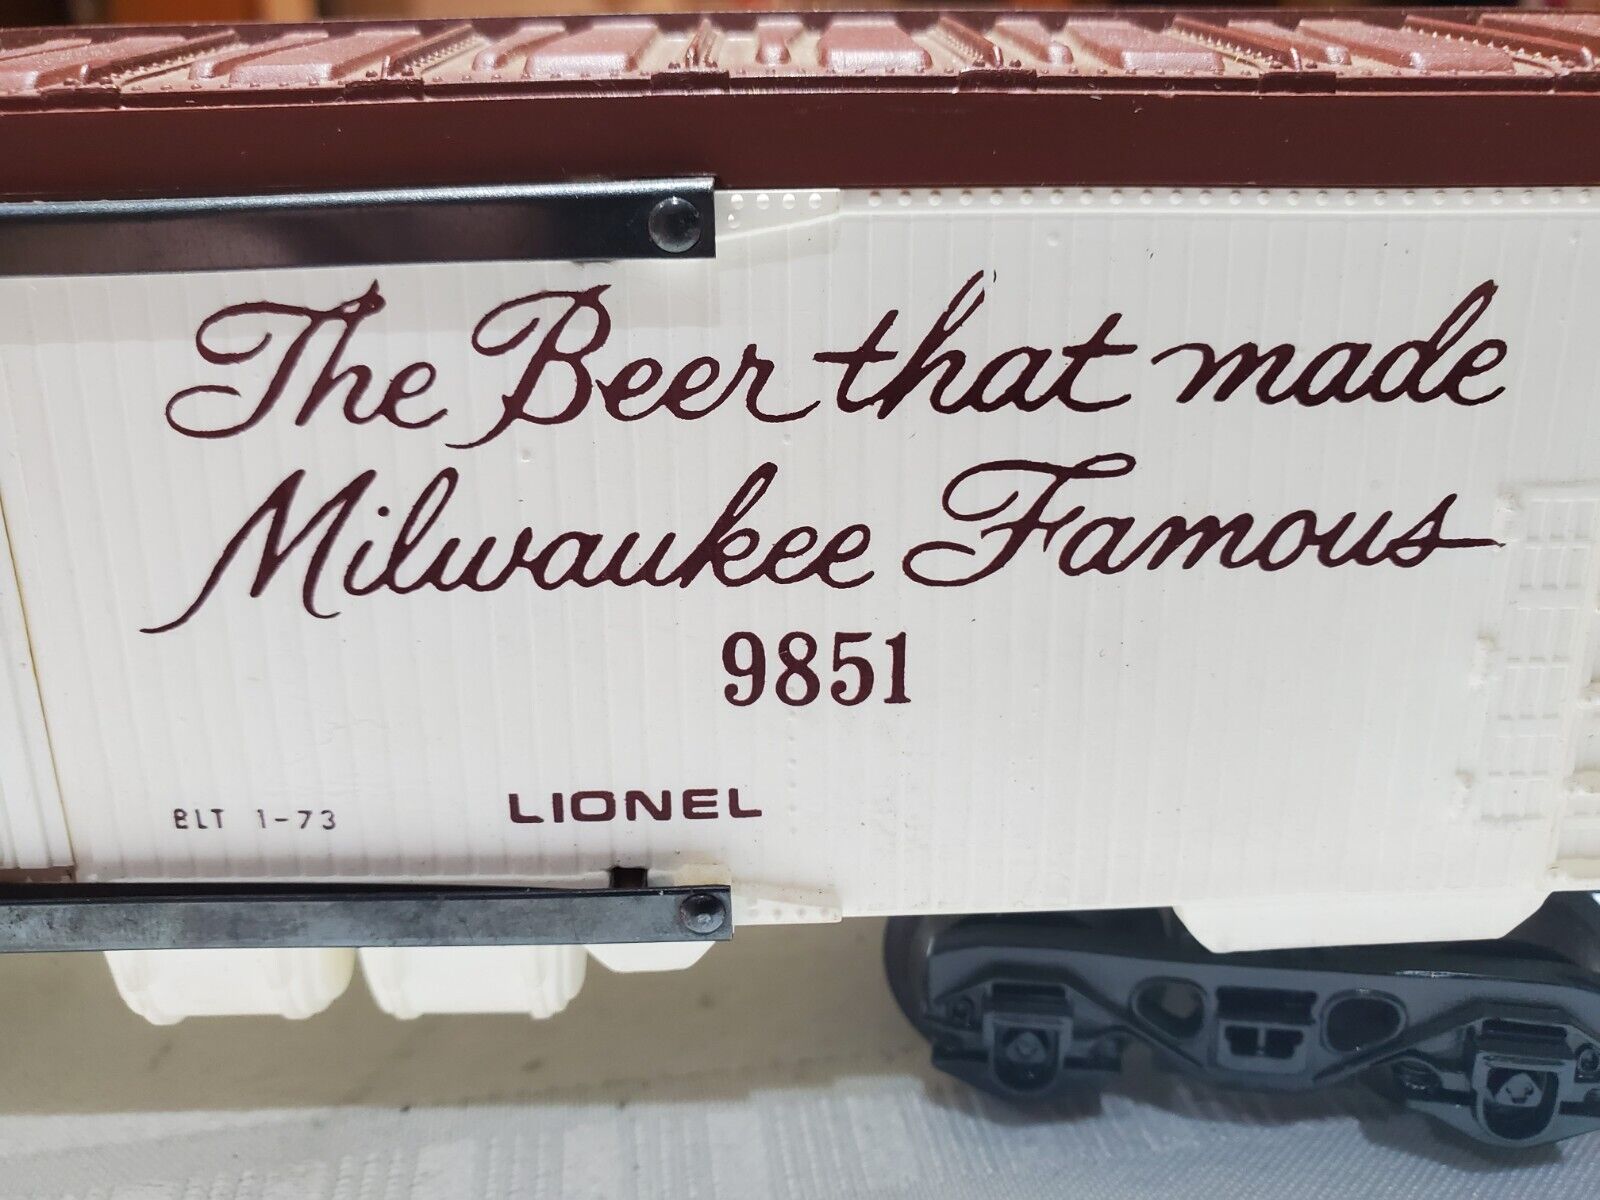 The Beer that made
Milwaukee Famous
9851
BLT 1-73 LIONEL